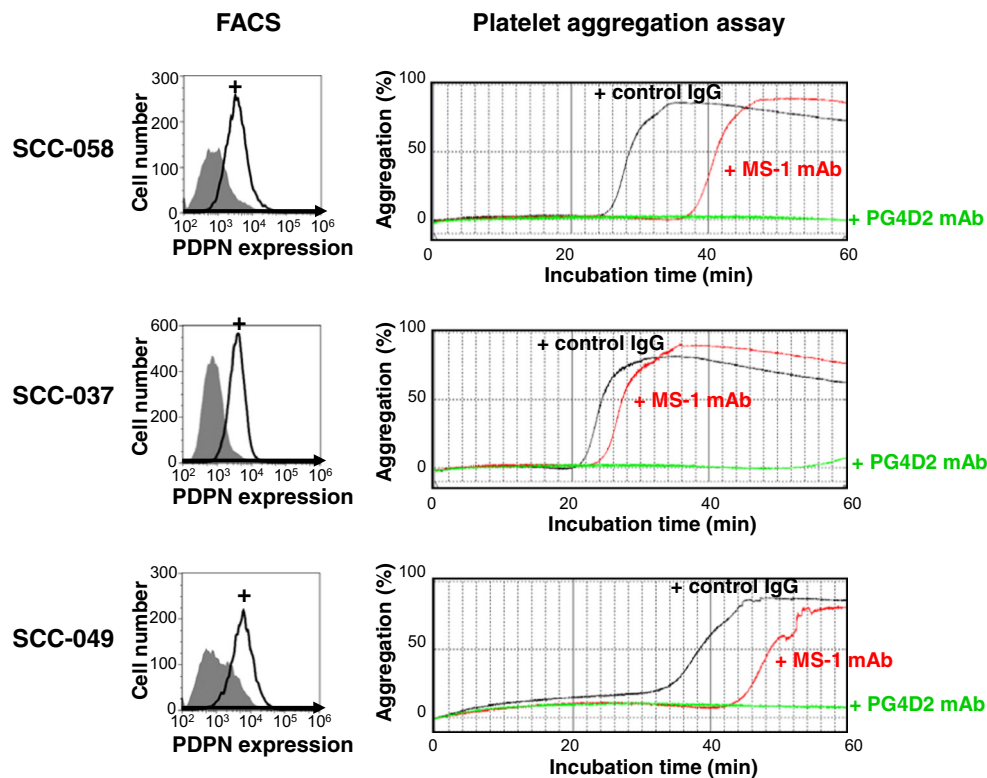 FACS
Platelet aggregation assay
SCC-058
Cell number
300
200
100
0
+
10² 10³ 10⁴ 10⁵ 10⁶
PDPN expression
Aggregation (%)
100
50
0
+ control IgG
+ MS-1 mAb
+ PG4D2 mAb
0 20 40 60
Incubation time (min)
SCC-037
Cell number
600
400
200
0
+
10² 10³ 10⁴ 10⁵ 10⁶
PDPN expression
Aggregation (%)
100
50
0
+ control IgG
+ MS-1 mAb
+ PG4D2 mAb
0 20 40 60
Incubation time (min)
SCC-049
Cell number
300
200
100
0
+
10² 10³ 10⁴ 10⁵ 10⁶
PDPN expression
Aggregation (%)
100
50
0
+ control IgG
+ MS-1 mAb
+ PG4D2 mAb
0 20 40 60
Incubation time (min)